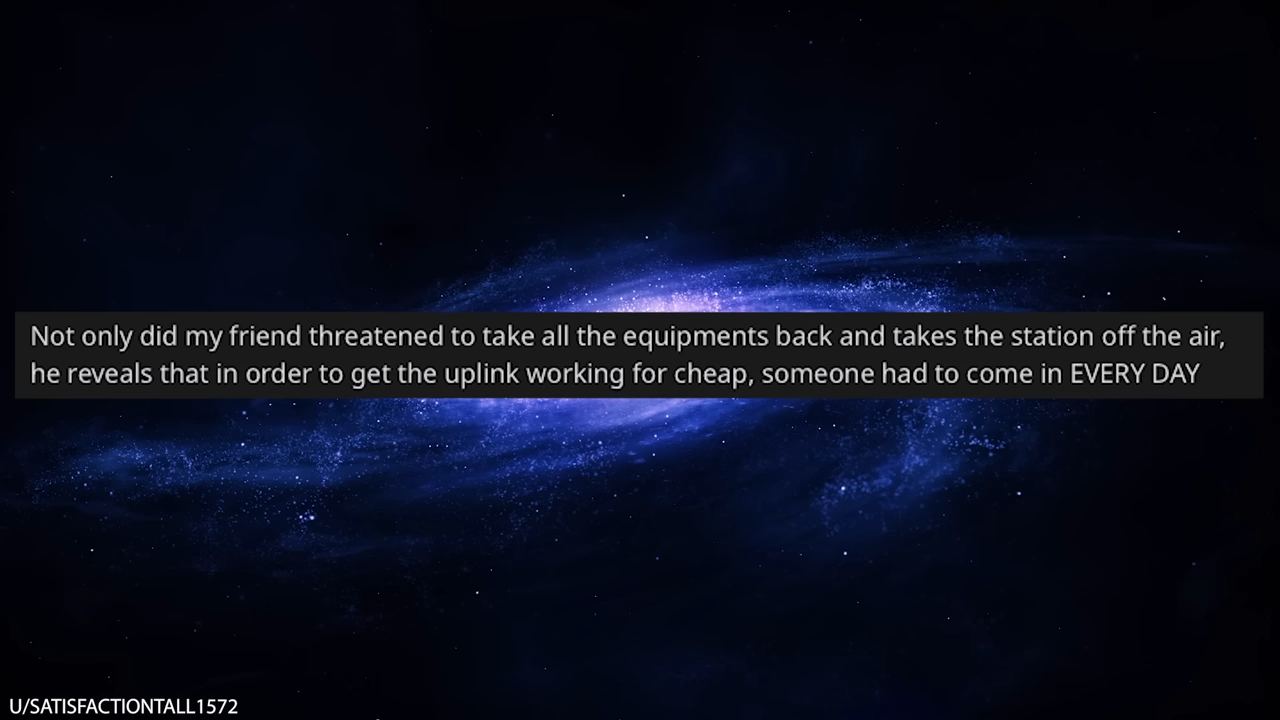 Not only did my friend threatened to take all the equipments back and takes the station off the air,
he reveals that in order to get the uplink working for cheap, someone had to come in EVERY DAY
U/SATISFACTIONTALL1572